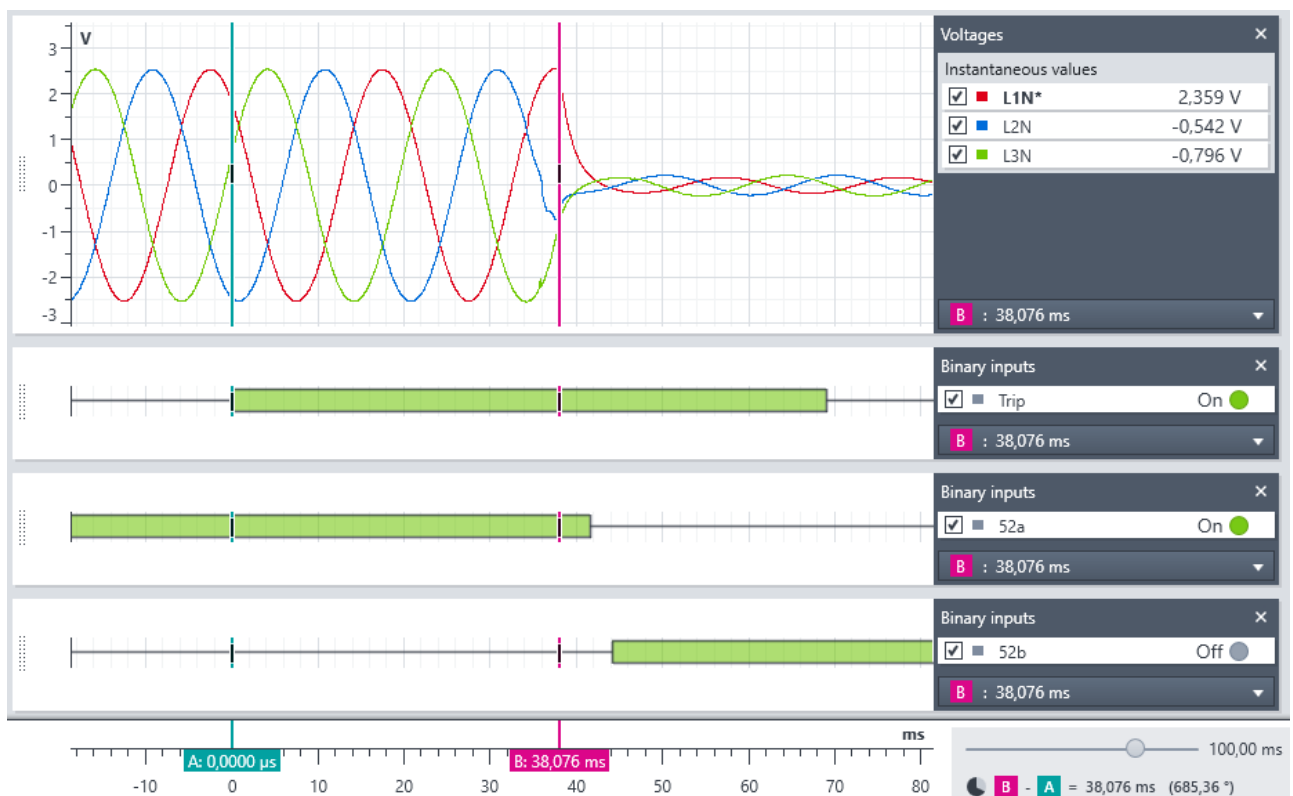 V
3
2
1
0
-1
-2
-3
Voltages
Instantaneous values
L1N* 2,359 V
L2N -0,542 V
L3N -0,796 V
B : 38,076 ms
Binary inputs
Trip On
B : 38,076 ms
Binary inputs
52a On
B : 38,076 ms
Binary inputs
52b Off
B : 38,076 ms
ms
A: 0,0000 µs B: 38,076 ms
-10 0 10 20 30 40 50 60 70 80
100,00 ms
B - A = 38,076 ms (685,36 °)